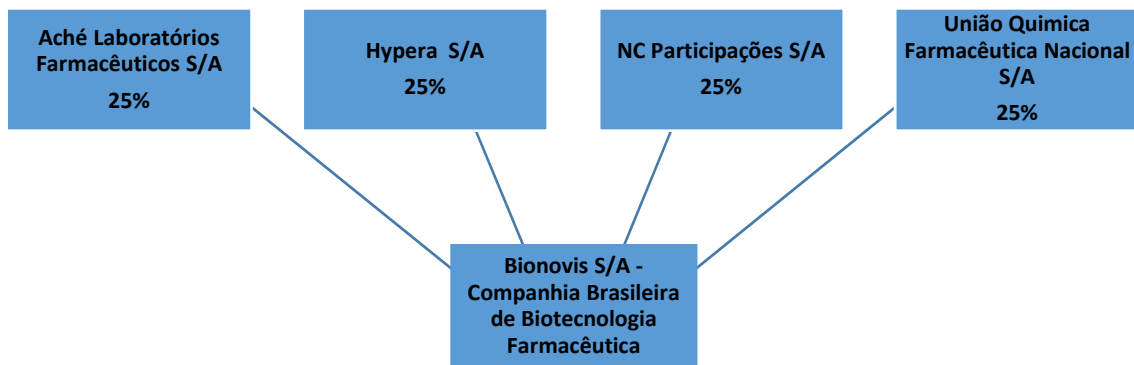 Aché Laboratórios
Farmacêuticos S/A
25%
Hypera S/A
25%
NC Participações S/A
25%
União Quimica
Farmacêutica Nacional
S/A
25%
Bionovis S/A -
Companhia Brasileira
de Biotecnologia
Farmacêutica